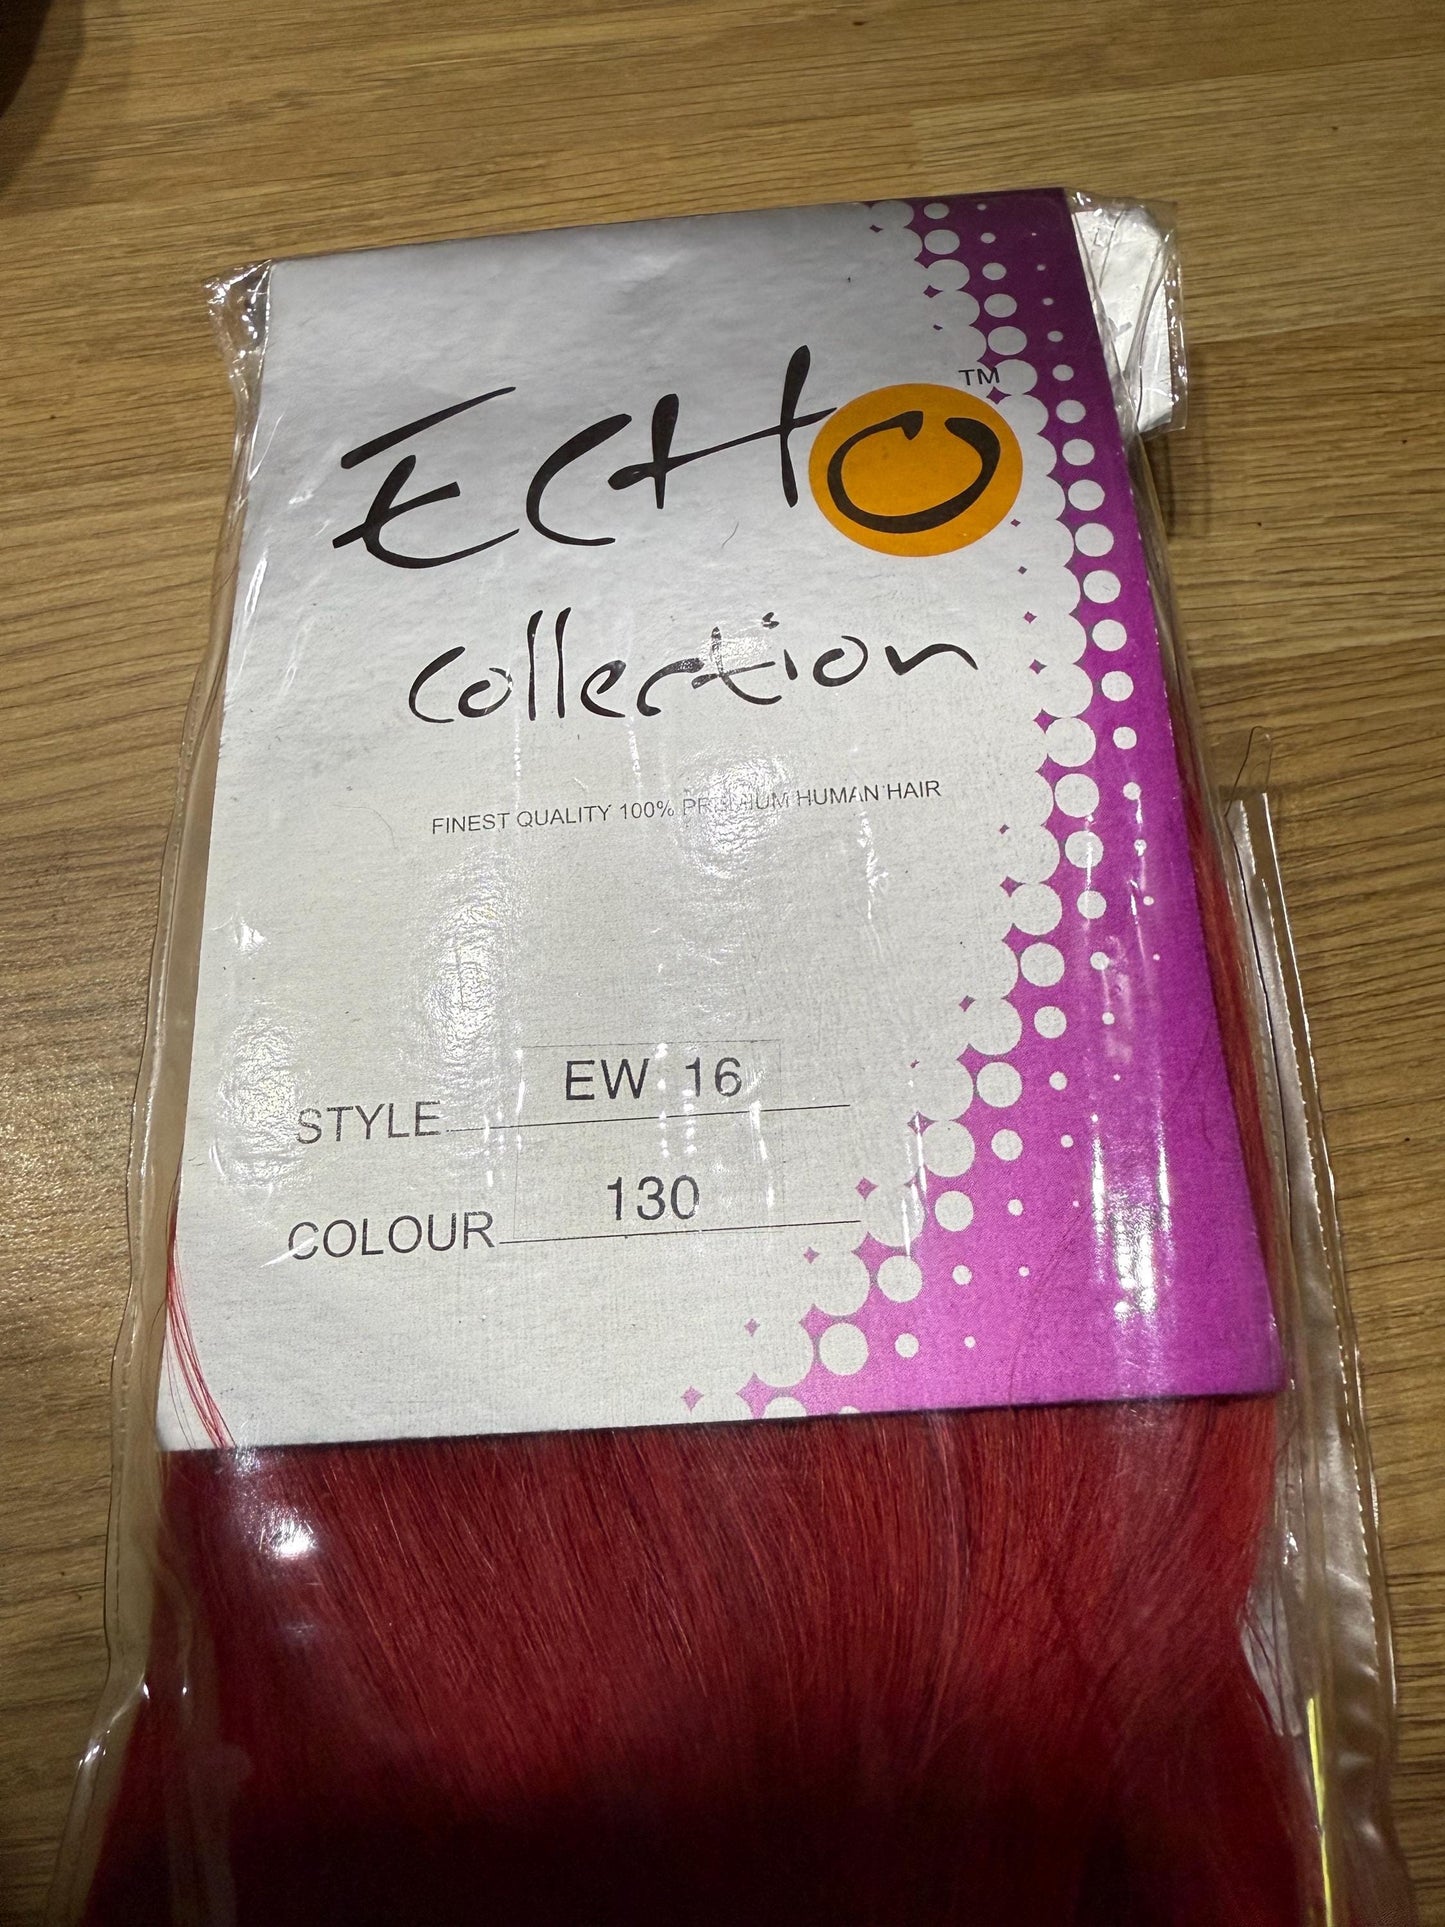 ECHO™
collection
FINEST QUALITY 100% PREMIUM HUMAN HAIR
STYLE EW 16
COLOUR 130